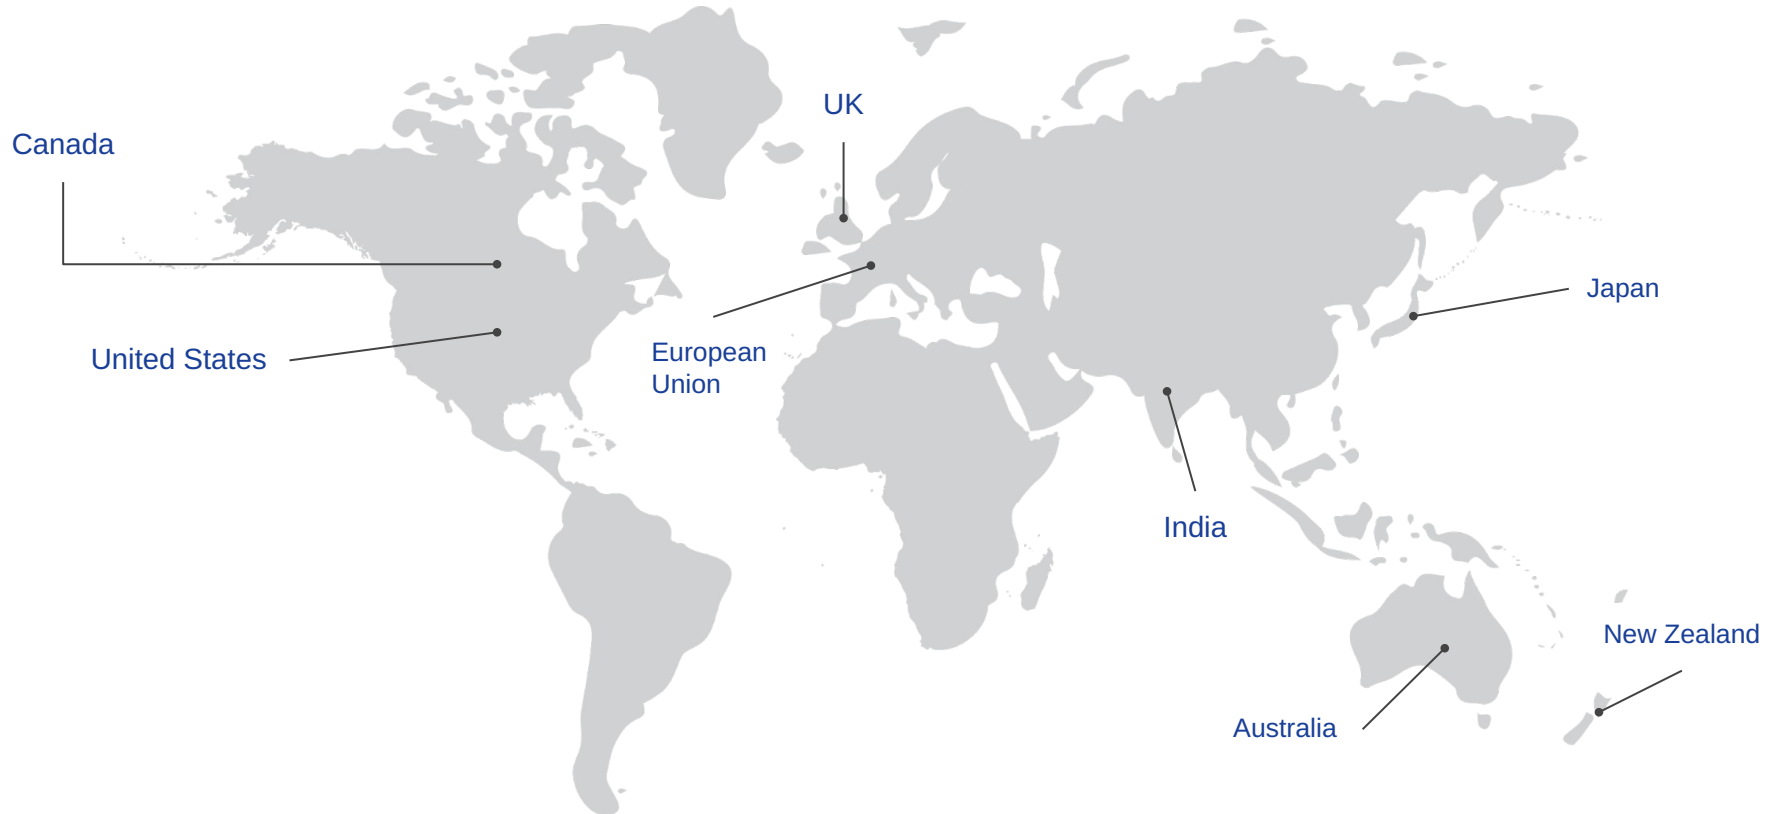 UK
Canada
Japan
United States
European
Union
India
New Zealand
Australia